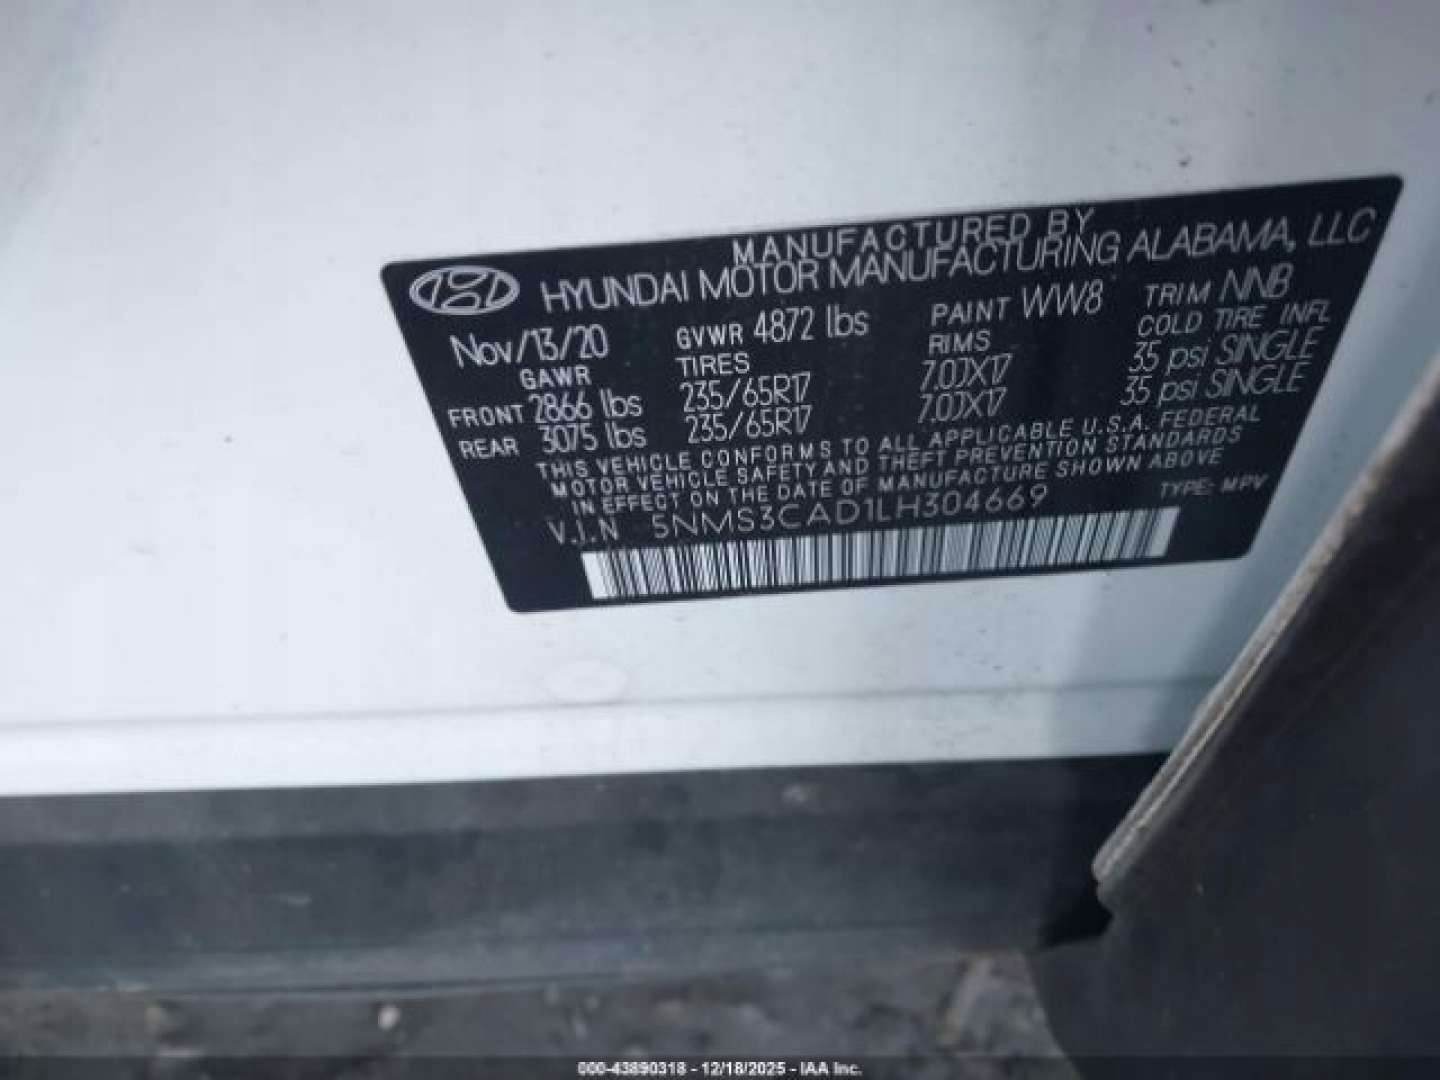 MANUFACTURED BY
HYUNDAI MOTOR MANUFACTURING ALABAMA, LLC
Nov/13/20 GVWR 4872 lbs PAINT WW8 TRIM NNB
GAWR TIRES RIMS COLD TIRE INFL
FRONT 2866 lbs 235/65R17 7.0JX17 35 psi SINGLE
REAR 3075 lbs 235/65R17 7.0JX17 35 psi SINGLE
THIS VEHICLE CONFORMS TO ALL APPLICABLE U.S.A. FEDERAL
MOTOR VEHICLE SAFETY AND THEFT PREVENTION STANDARDS
IN EFFECT ON THE DATE OF MANUFACTURE SHOWN ABOVE
V.I.N 5NMS3CAD1LH304669 TYPE: MPV
000-43890318 - 12/18/2025 - IAA Inc.